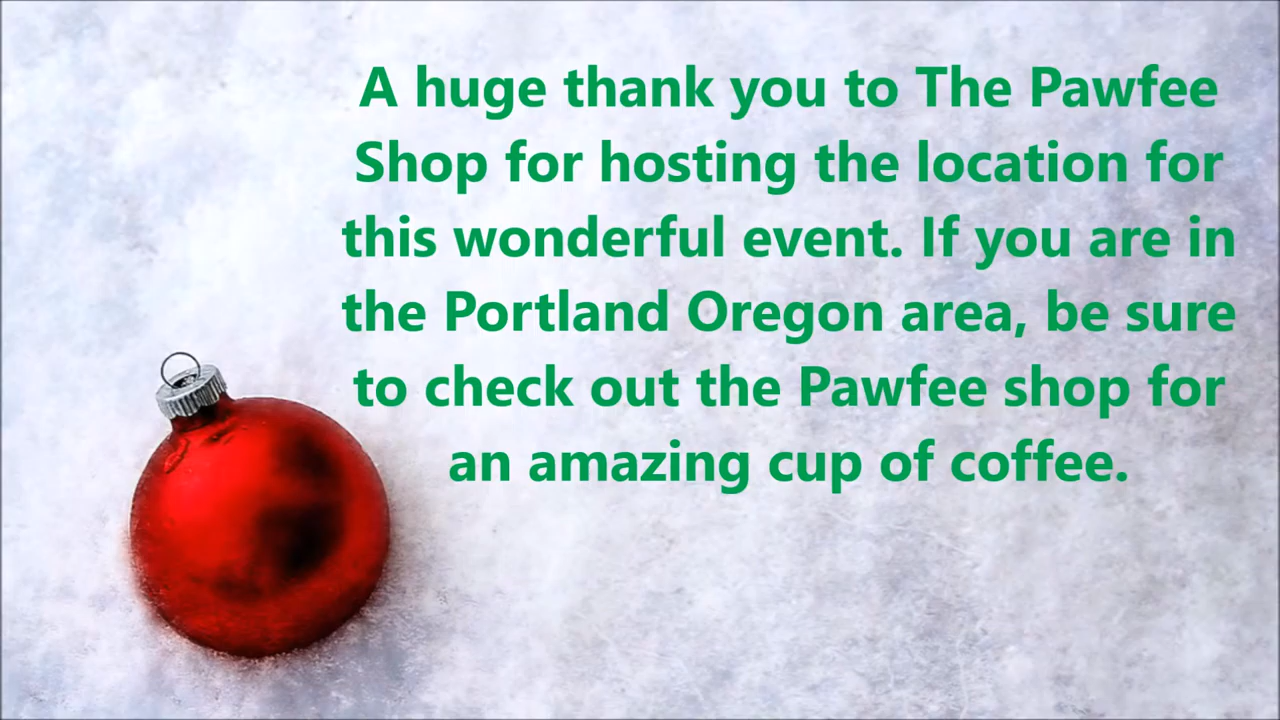 A huge thank you to The Pawfee
Shop for hosting the location for
this wonderful event. If you are in
the Portland Oregon area, be sure
to check out the Pawfee shop for
an amazing cup of coffee.